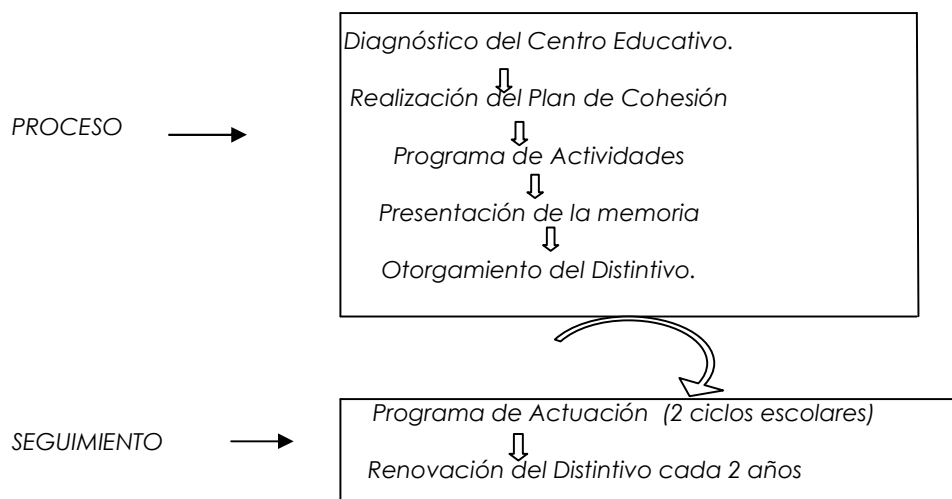 Diagnóstico del Centro Educativo.
Realización del Plan de Cohesión
PROCESO
Programa de Actividades
Presentación de la memoria
Otorgamiento del Distintivo.
Programa de Actuación (2 ciclos escolares)
SEGUIMIENTO
Renovación del Distintivo cada 2 años